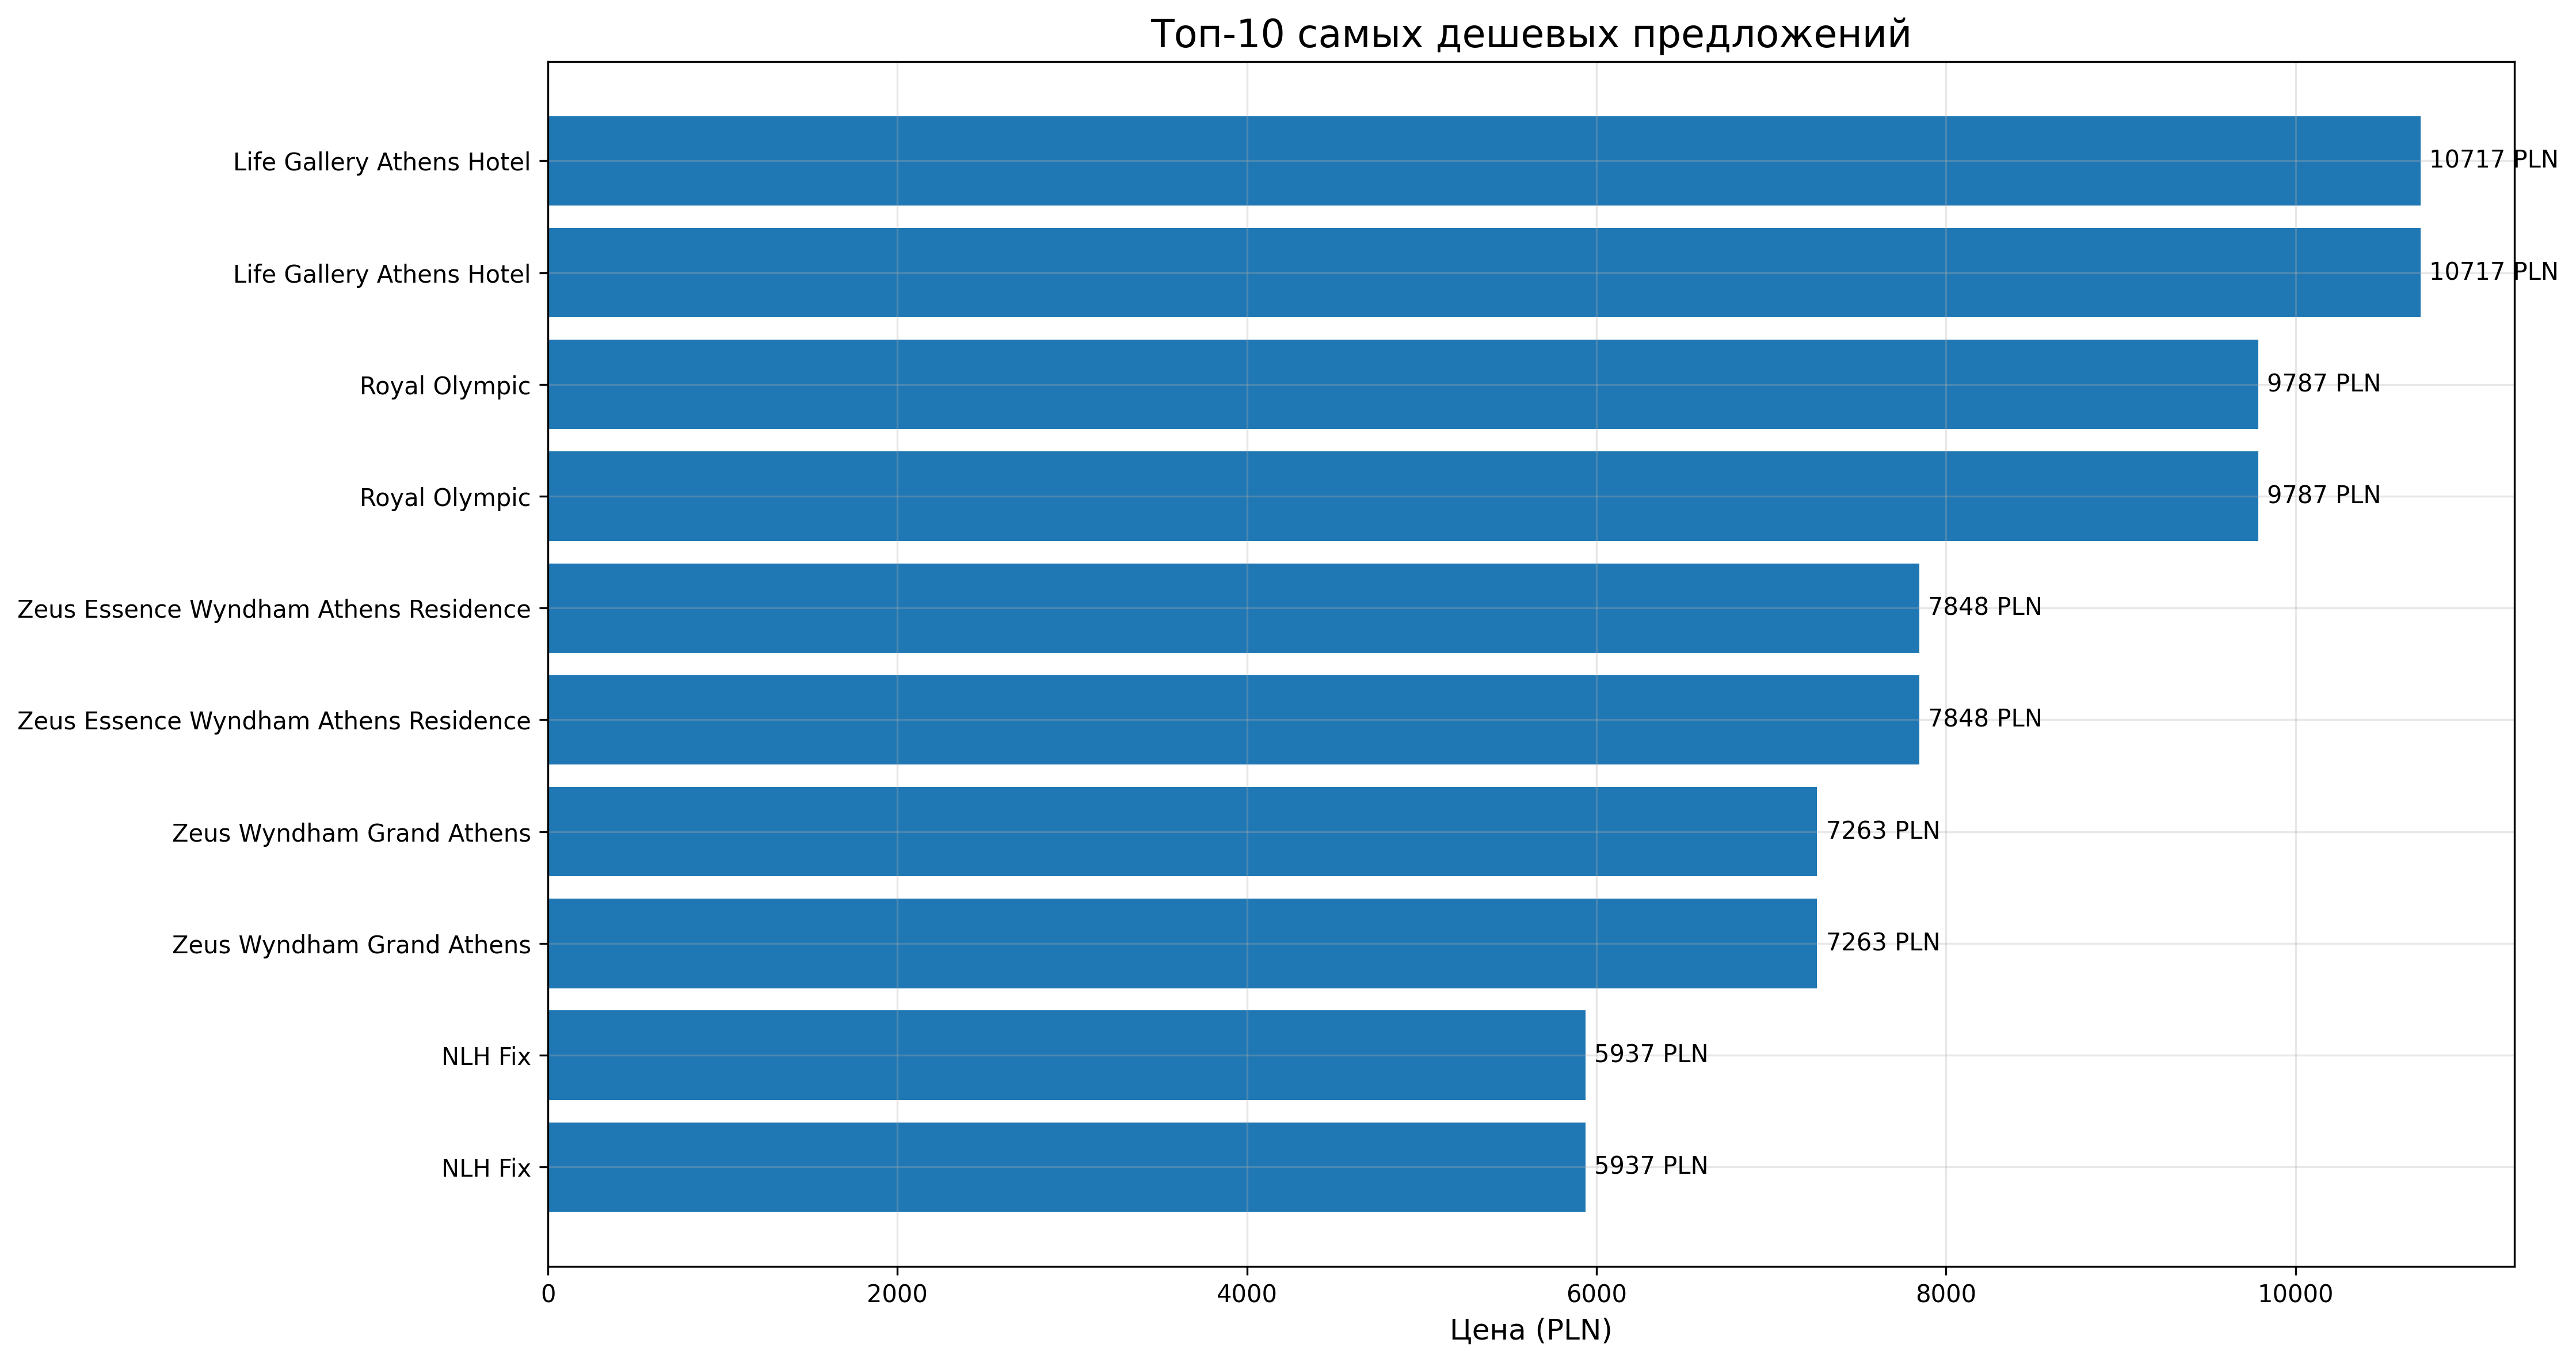 Топ-10 самых дешевых предложений
Life Gallery Athens Hotel
10717 PLN
Life Gallery Athens Hotel
10717 PLN
Royal Olympic
9787 PLN
Royal Olympic
9787 PLN
Zeus Essence Wyndham Athens Residence
7848 PLN
Zeus Essence Wyndham Athens Residence
7848 PLN
Zeus Wyndham Grand Athens
7263 PLN
Zeus Wyndham Grand Athens
7263 PLN
NLH Fix
5937 PLN
NLH Fix
5937 PLN
0 2000 4000 6000 8000 10000
Цена (PLN)